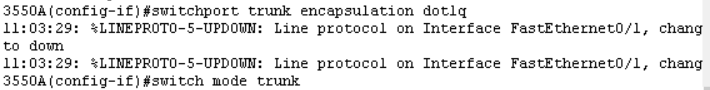 3550A(config-if)#switchport trunk encapsulation dot1q
11:03:29: %LINEPROTO-5-UPDOWN: Line protocol on Interface FastEthernet0/1, chang
to down
11:03:29: %LINEPROTO-5-UPDOWN: Line protocol on Interface FastEthernet0/1, chang
3550A(config-if)#switch mode trunk